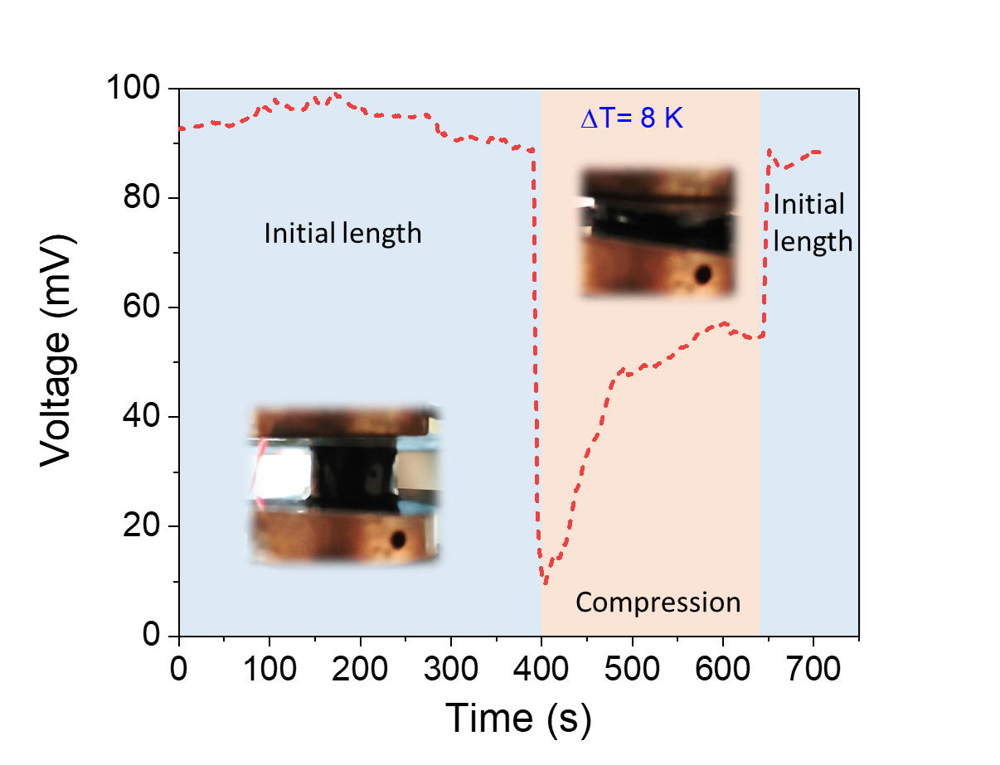 100
80
60
40
20
0
Voltage (mV)
ΔT= 8 K
Initial length
Initial
length
Compression
0 100 200 300 400 500 600 700
Time (s)